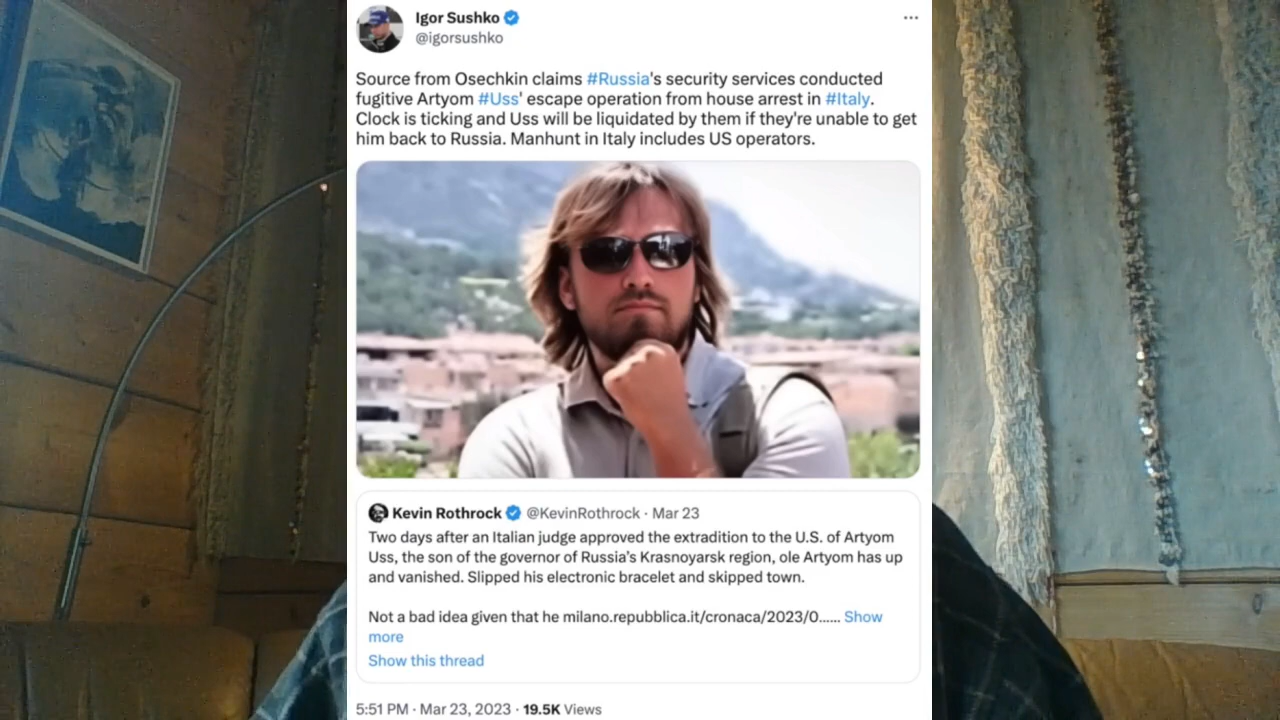 Igor Sushko
@igorsushko
Source from Osechkin claims #Russia's security services conducted
fugitive Artyom #Uss' escape operation from house arrest in #Italy.
Clock is ticking and Uss will be liquidated by them if they're unable to get
him back to Russia. Manhunt in Italy includes US operators.
Kevin Rothrock @KevinRothrock · Mar 23
Two days after an Italian judge approved the extradition to the U.S. of Artyom
Uss, the son of the governor of Russia's Krasnoyarsk region, ole Artyom has up
and vanished. Slipped his electronic bracelet and skipped town.
Not a bad idea given that he milano.repubblica.it/cronaca/2023/0...... Show
more
Show this thread
5:51 PM · Mar 23, 2023 · 19.5K Views